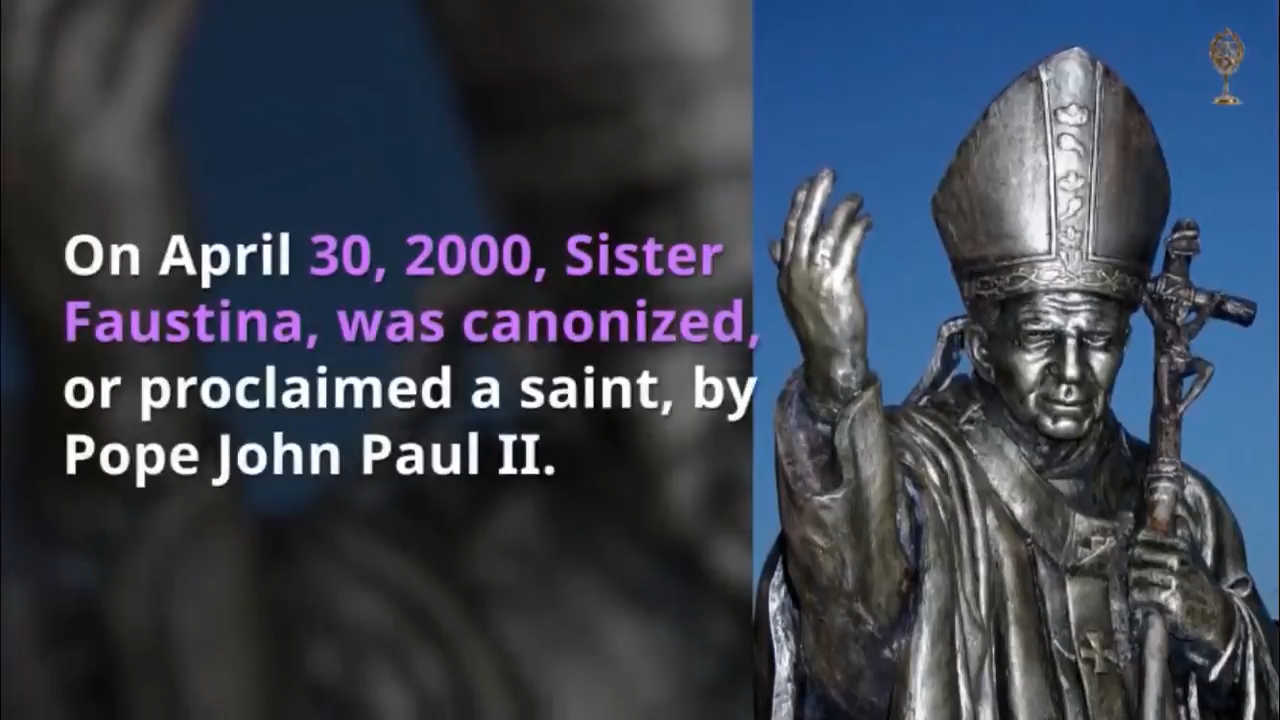 On April 30, 2000, Sister
Faustina, was canonized,
or proclaimed a saint, by
Pope John Paul II.